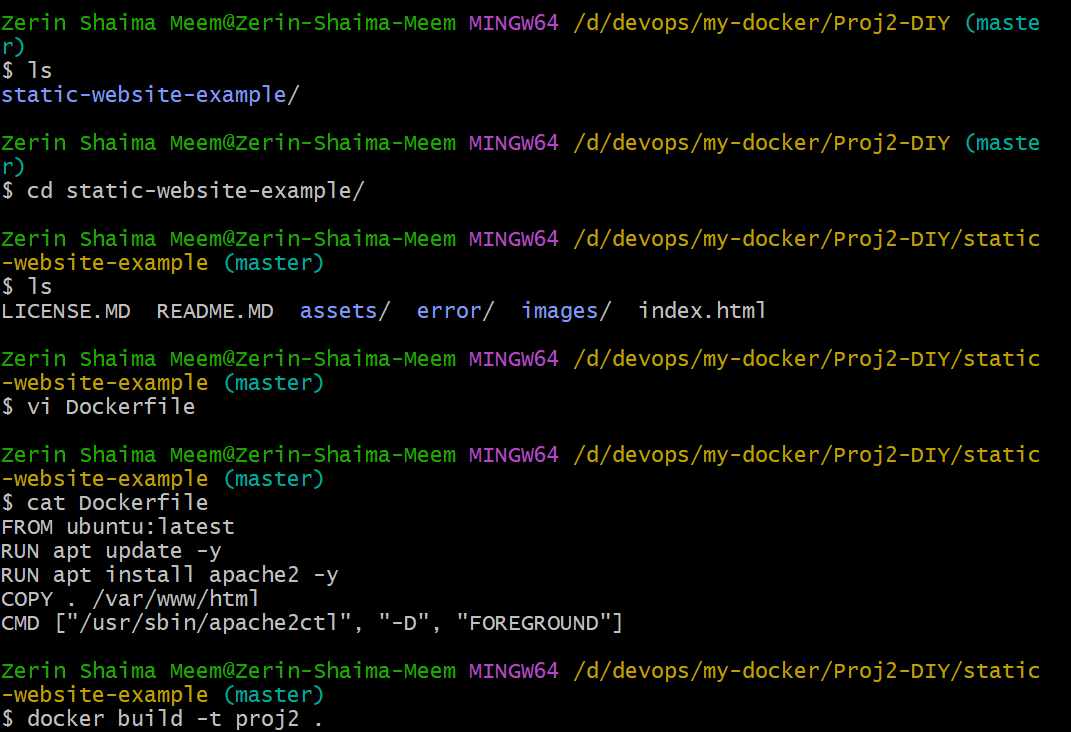 Zerin Shaima Meem@Zerin-Shaima-Meem MINGW64 /d/devops/my-docker/Proj2-DIY (maste
r)
$ ls
static-website-example/
Zerin Shaima Meem@Zerin-Shaima-Meem MINGW64 /d/devops/my-docker/Proj2-DIY (maste
r)
$ cd static-website-example/
Zerin Shaima Meem@Zerin-Shaima-Meem MINGW64 /d/devops/my-docker/Proj2-DIY/static
-website-example (master)
$ ls
LICENSE.MD  README.MD  assets/  error/  images/  index.html
Zerin Shaima Meem@Zerin-Shaima-Meem MINGW64 /d/devops/my-docker/Proj2-DIY/static
-website-example (master)
$ vi Dockerfile
Zerin Shaima Meem@Zerin-Shaima-Meem MINGW64 /d/devops/my-docker/Proj2-DIY/static
-website-example (master)
$ cat Dockerfile
FROM ubuntu:latest
RUN apt update -y
RUN apt install apache2 -y
COPY . /var/www/html
CMD ["/usr/sbin/apache2ctl", "-D", "FOREGROUND"]
Zerin Shaima Meem@Zerin-Shaima-Meem MINGW64 /d/devops/my-docker/Proj2-DIY/static
-website-example (master)
$ docker build -t proj2 .